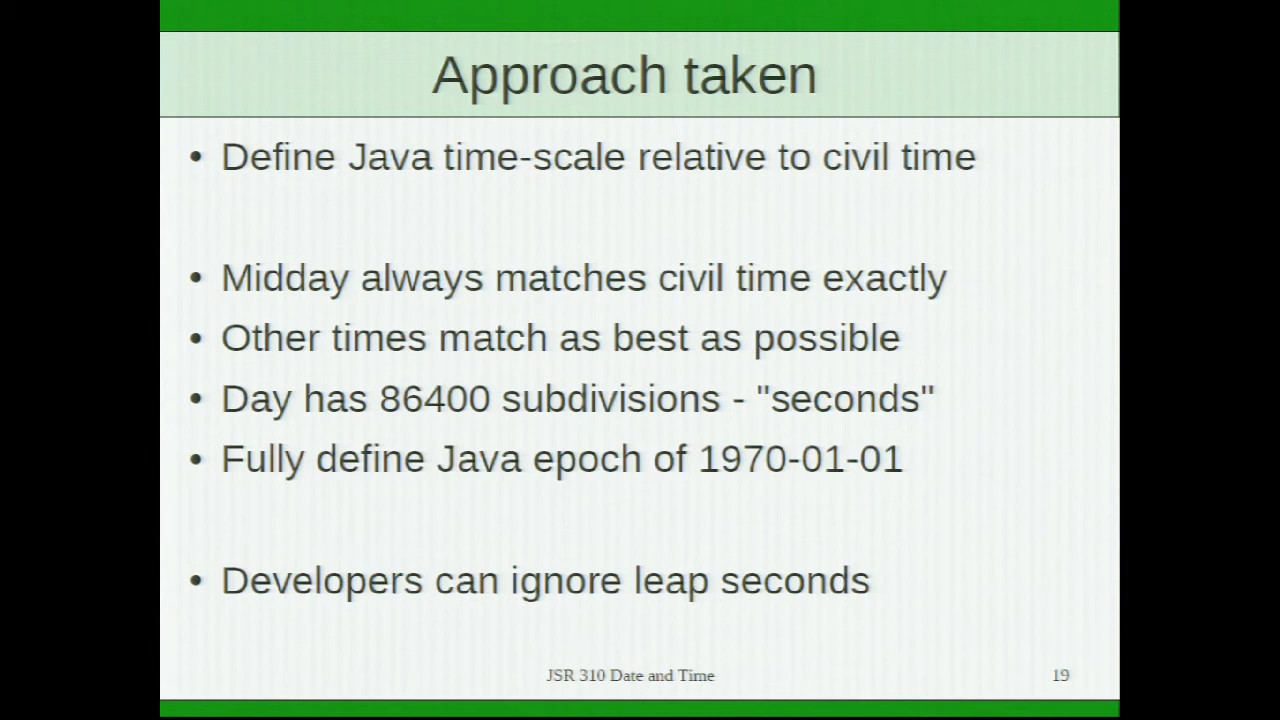 Approach taken
• Define Java time-scale relative to civil time
• Midday always matches civil time exactly
• Other times match as best as possible
• Day has 86400 subdivisions - "seconds"
• Fully define Java epoch of 1970-01-01
• Developers can ignore leap seconds
JSR 310 Date and Time
19